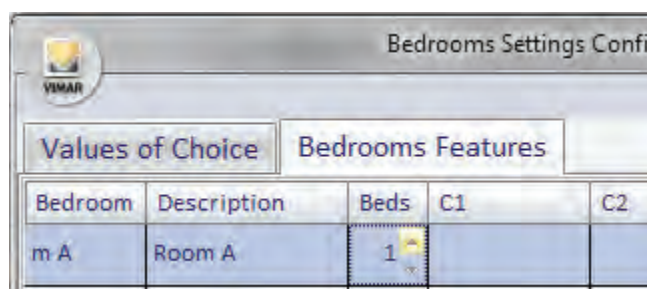 Bedrooms Settings Confi
VIMAR
Values of Choice Bedrooms Features
Bedroom Description Beds C1 C2
m A Room A 1